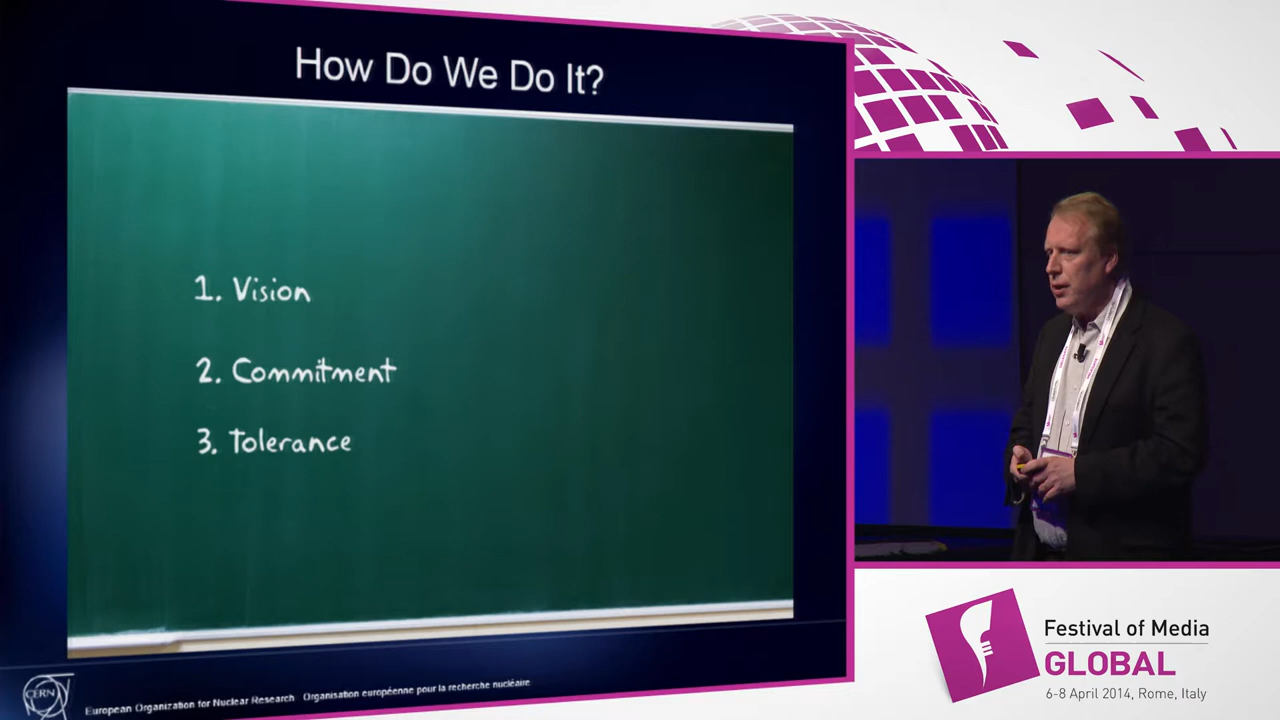 How Do We Do It?
1. Vision
2. Commitment
3. Tolerance
CERN
European Organization for Nuclear Research Organisation européenne pour la recherche nucléaire
Festival of Media
GLOBAL
6-8 April 2014, Rome, Italy